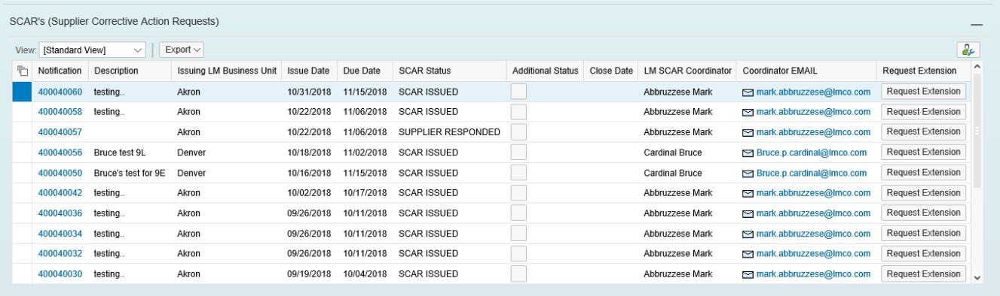 SCAR's (Supplier Corrective Action Requests)
View: [Standard View] Export
Notification Description Issuing LM Business Unit Issue Date Due Date SCAR Status Additional Status Close Date LM SCAR Coordinator Coordinator EMAIL Request Extension
400040060 testing.. Akron 10/31/2018 11/15/2018 SCAR ISSUED Abbruzzese Mark mark.abbruzzese@lmco.com Request Extension
400040058 testing.. Akron 10/22/2018 11/06/2018 SCAR ISSUED Abbruzzese Mark mark.abbruzzese@lmco.com Request Extension
400040057 Akron 10/22/2018 11/06/2018 SUPPLIER RESPONDED Abbruzzese Mark mark.abbruzzese@lmco.com Request Extension
400040056 Bruce test 9L Denver 10/18/2018 11/02/2018 SCAR ISSUED Cardinal Bruce Bruce.p.cardinal@lmco.com Request Extension
400040050 Bruce's test for 9E Denver 10/16/2018 11/15/2018 SCAR ISSUED Cardinal Bruce Bruce.p.cardinal@lmco.com Request Extension
400040042 testing.. Akron 10/02/2018 10/17/2018 SCAR ISSUED Abbruzzese Mark mark.abbruzzese@lmco.com Request Extension
400040036 testing.. Akron 09/26/2018 10/11/2018 SCAR ISSUED Abbruzzese Mark mark.abbruzzese@lmco.com Request Extension
400040034 testing.. Akron 09/26/2018 10/11/2018 SCAR ISSUED Abbruzzese Mark mark.abbruzzese@lmco.com Request Extension
400040032 testing.. Akron 09/26/2018 10/11/2018 SCAR ISSUED Abbruzzese Mark mark.abbruzzese@lmco.com Request Extension
400040030 testing.. Akron 09/19/2018 10/04/2018 SCAR ISSUED Abbruzzese Mark mark.abbruzzese@lmco.com Request Extension